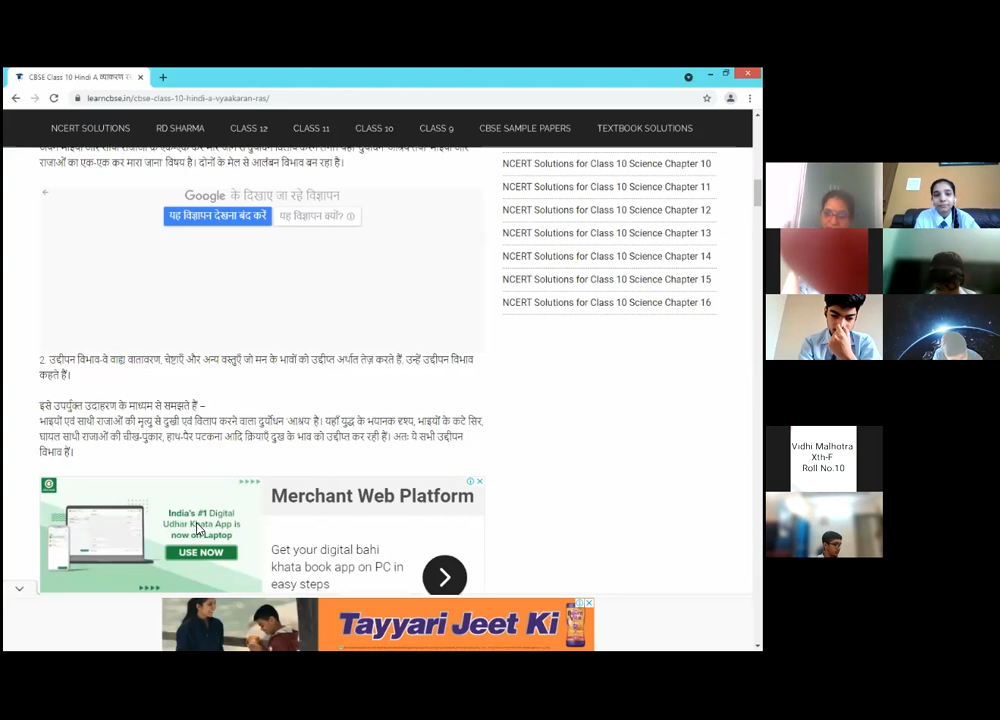 CBSE Class 10 Hindi A व्याकरण र
learncbse.in/cbse-class-10-hindi-a-vyaakaran-ras/
NCERT SOLUTIONS RD SHARMA CLASS 12 CLASS 11 CLASS 10 CLASS 9 CBSE SAMPLE PAPERS TEXTBOOK SOLUTIONS
राजाओं का एक-एक कर मारा जाना' विषय है। दोनों के मेल से आलंबन विभाव बन रहा है।
Google के दिखाए जा रहे विज्ञापन
यह विज्ञापन देखना बंद करें यह विज्ञापन क्यों?
2. उद्दीपन विभाव-वे वाह्य वातावरण, चेष्टाएँ और अन्य वस्तुएँ जो मन के भावों को उद्दीप्त अर्थात तेज़ करते हैं, उन्हें उद्दीपन विभाव
कहते हैं।
इसे उपर्युक्त उदाहरण के माध्यम से समझते हैं –
भाइयों एवं साथी राजाओं की मृत्यु से दुखी एवं विलाप करने वाला दुर्योधन 'आश्रय' है। यहाँ युद्ध के भयानक दृश्य, भाइयों के कटे सिर,
घायल साथी राजाओं की चीख-पुकार, हाथ-पैर पटकना आदि क्रियाएँ दुख के भाव को उद्दीप्त कर रही हैं। अतः ये सभी उद्दीपन
विभाव हैं।
India's #1 Digital
Udhar Khata App is
now on Laptop
USE NOW
Merchant Web Platform
Get your digital bahi
khata book app on PC in
easy steps
Tayyari Jeet Ki
NCERT Solutions for Class 10 Science Chapter 10
NCERT Solutions for Class 10 Science Chapter 11
NCERT Solutions for Class 10 Science Chapter 12
NCERT Solutions for Class 10 Science Chapter 13
NCERT Solutions for Class 10 Science Chapter 14
NCERT Solutions for Class 10 Science Chapter 15
NCERT Solutions for Class 10 Science Chapter 16
Vidhi Malhotra
Xth-F
Roll No.10